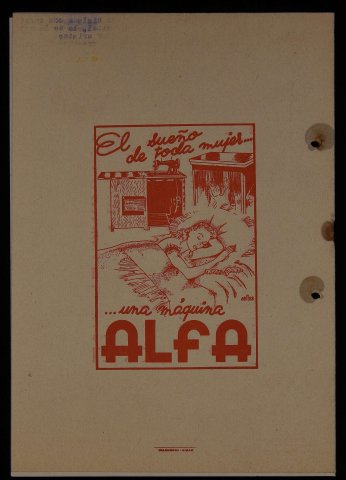 El sueño
de toda mujer...
...una máquina
ALFA